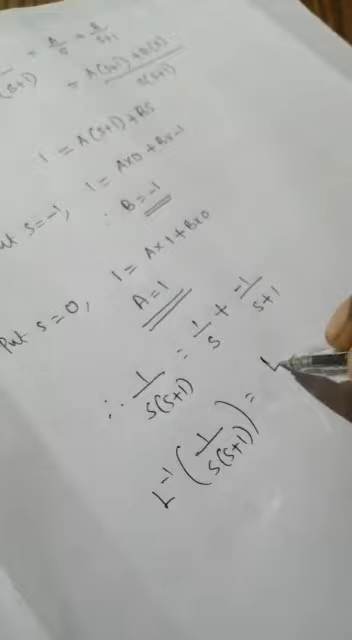 = A/s + B/s+1
(s+1) = A(s+1)+B(s)/s(s+1)
1 = A(s+1)+Bs
put s=-1, 1 = A×0 + B×-1
∴ B=-1
Put s=0, 1 = A×1+B×0
A=1
∴ 1/s(s+1) = 1/s + -1/s+1
L⁻¹(1/s(s+1)) =